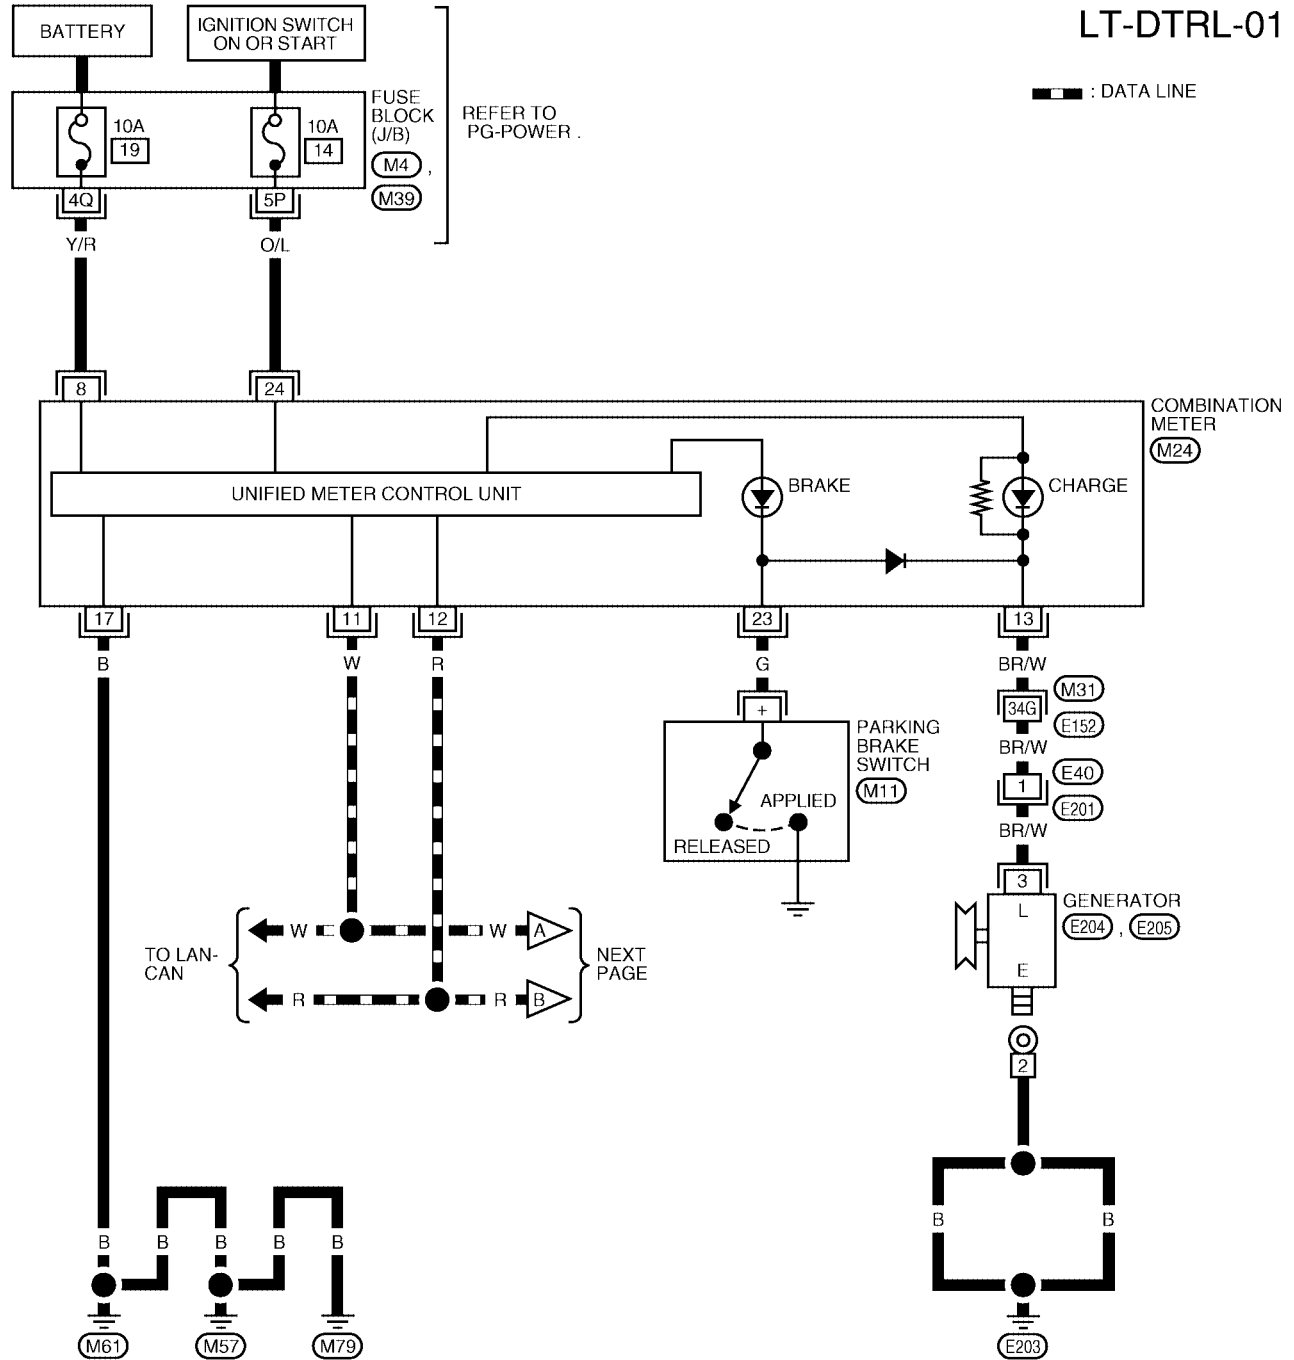 LT-DTRL-01
BATTERY
IGNITION SWITCH
ON OR START
: DATA LINE
FUSE
BLOCK
(J/B)
M4 ,
M39
REFER TO
PG-POWER .
10A
19
10A
14
4Q
5P
Y/R
O/L
8
24
COMBINATION
METER
M24
UNIFIED METER CONTROL UNIT
BRAKE
CHARGE
17
11
12
23
13
B
W
R
G
BR/W
M31
34G
E152
BR/W
E40
1
E201
BR/W
+
PARKING
BRAKE
SWITCH
M11
APPLIED
RELEASED
3
L
E
GENERATOR
E204 , E205
TO LAN-
CAN
W
W
A
R
R
B
NEXT
PAGE
2
B
B
B
B
B
B
B
M61
M57
M79
E203